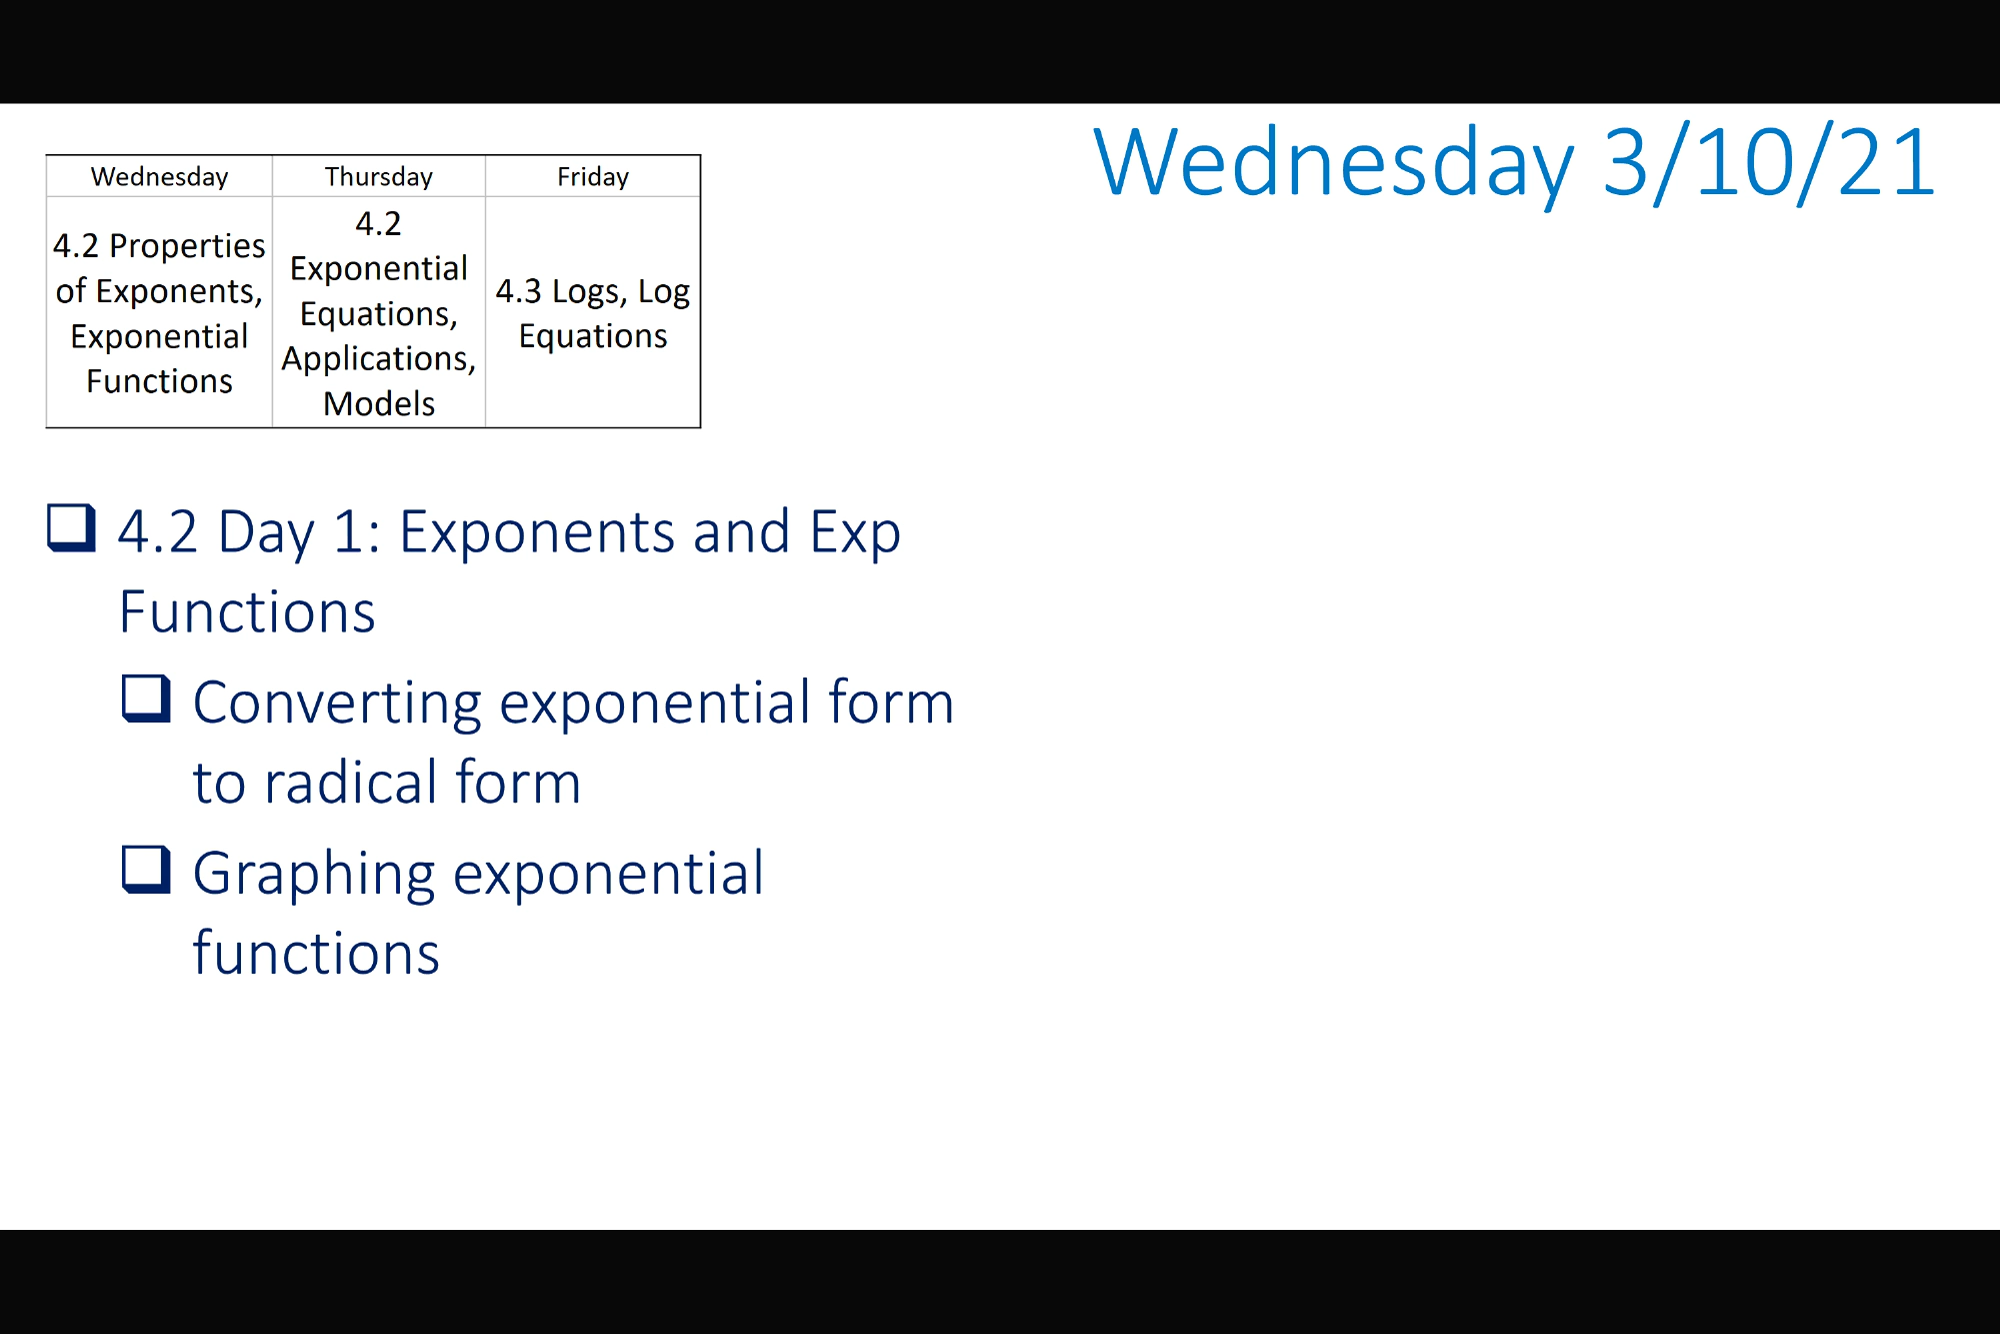 Wednesday 3/10/21
Wednesday Thursday Friday
4.2 Properties
of Exponents,
Exponential
Functions
4.2
Exponential
Equations,
Applications,
Models
4.3 Logs, Log
Equations
4.2 Day 1: Exponents and Exp
Functions
Converting exponential form
to radical form
Graphing exponential
functions